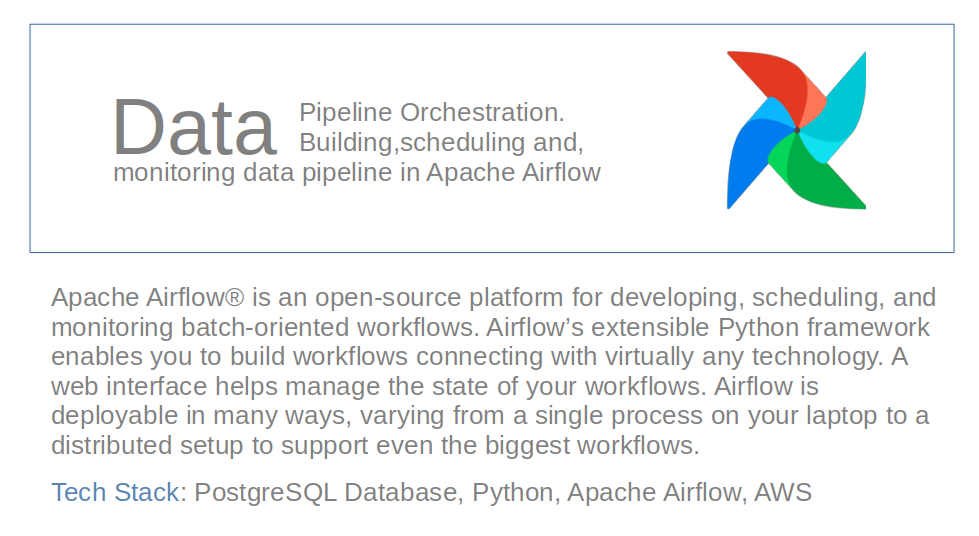 Data Pipeline Orchestration.
Building,scheduling and,
monitoring data pipeline in Apache Airflow
Apache Airflow® is an open-source platform for developing, scheduling, and
monitoring batch-oriented workflows. Airflow’s extensible Python framework
enables you to build workflows connecting with virtually any technology. A
web interface helps manage the state of your workflows. Airflow is
deployable in many ways, varying from a single process on your laptop to a
distributed setup to support even the biggest workflows.
Tech Stack: PostgreSQL Database, Python, Apache Airflow, AWS